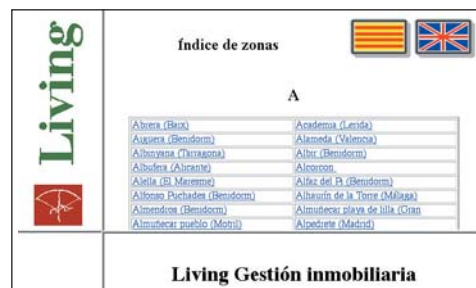 Living
Índice de zonas
A
Abrera (Baix) Academia (Lerida)
Aiguera (Benidorm) Alameda (Valencia)
Albinyana (Tarragona) Albir (Benidorm)
Albufera (Alicante) Alcorcon
Alella (El Maresme) Alfaz del Pi (Benidorm)
Alfonso Puchades (Benidorm) Alhaurín de la Torre (Málaga)
Almendros (Benidorm) Almuñecar playa de lilla (Gran
Almuñecar pueblo (Motril) Alpedrete (Madrid)
Living Gestión inmobiliaria